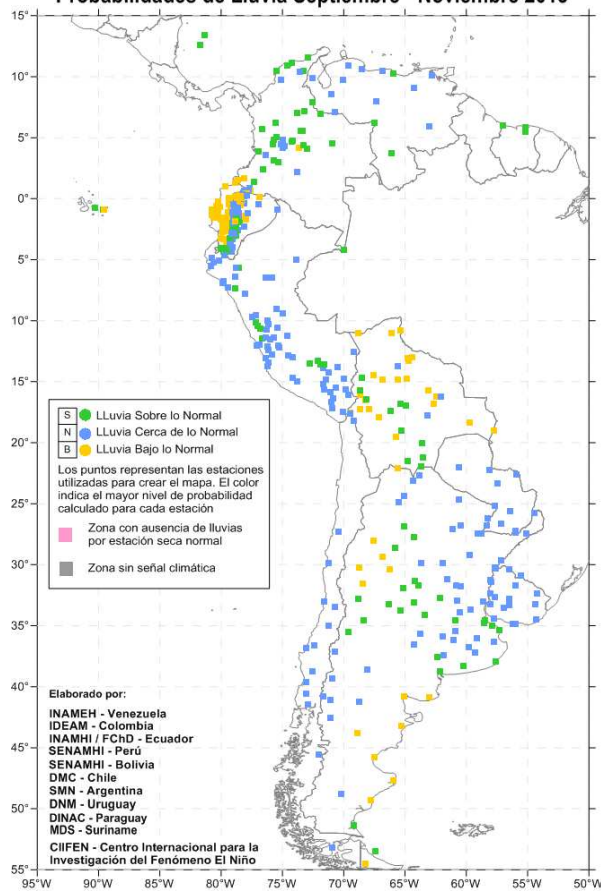 Probabilidades de Lluvia Septiembre - Noviembre
15°
10°
5°
0°
5°
10°
15°
20°
25°
30°
35°
40°
45°
50°
55°
S LLuvia Sobre lo Normal
N LLuvia Cerca de lo Normal
B LLuvia Bajo lo Normal
Los puntos representan las estaciones
utilizadas para crear el mapa. El color
indica el mayor nivel de probabilidad
calculado para cada estación
Zona con ausencia de lluvias
por estación seca normal
Zona sin señal climática
Elaborado por:
INAMEH - Venezuela
IDEAM - Colombia
INAMHI / FChD - Ecuador
SENAMHI - Perú
SENAMHI - Bolivia
DMC - Chile
SMN - Argentina
DNM - Uruguay
DINAC - Paraguay
MDS - Suriname
CIIFEN - Centro Internacional para la
Investigación del Fenómeno El Niño
95°W 90°W 85°W 80°W 75°W 70°W 65°W 60°W 55°W 50°W